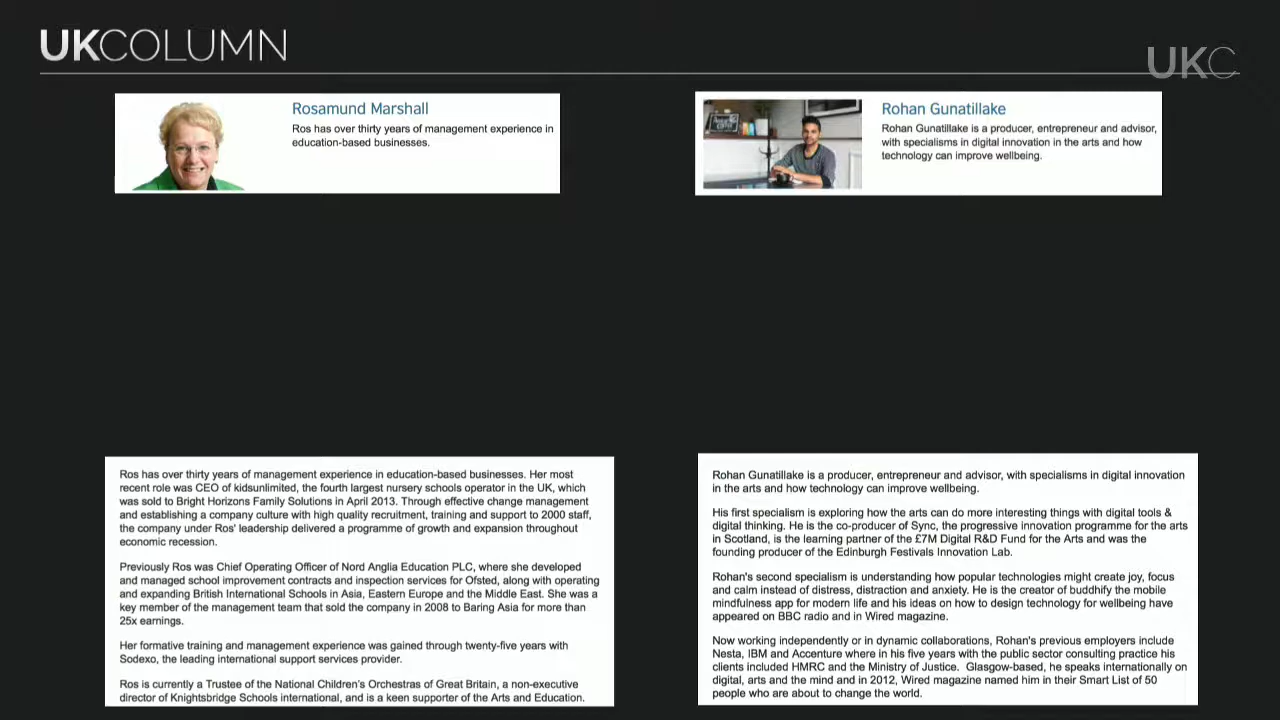 UKCOLUMN
UKC
Rosamund Marshall
Ros has over thirty years of management experience in
education-based businesses.
Rohan Gunatillake
Rohan Gunatillake is a producer, entrepreneur and advisor,
with specialisms in digital innovation in the arts and how
technology can improve wellbeing.
Ros has over thirty years of management experience in education-based businesses. Her most
recent role was CEO of kidsunlimited, the fourth largest nursery schools operator in the UK, which
was sold to Bright Horizons Family Solutions in April 2013. Through effective change management
and establishing a company culture with high quality recruitment, training and support to 2000 staff,
the company under Ros' leadership delivered a programme of growth and expansion throughout
economic recession.
Previously Ros was Chief Operating Officer of Nord Anglia Education PLC, where she developed
and managed school improvement contracts and inspection services for Ofsted, along with operating
and expanding British International Schools in Asia, Eastern Europe and the Middle East. She was a
key member of the management team that sold the company in 2008 to Baring Asia for more than
25x earnings.
Her formative training and management experience was gained through twenty-five years with
Sodexo, the leading international support services provider.
Ros is currently a Trustee of the National Children's Orchestras of Great Britain, a non-executive
director of Knightsbridge Schools international, and is a keen supporter of the Arts and Education.
Rohan Gunatillake is a producer, entrepreneur and advisor, with specialisms in digital innovation
in the arts and how technology can improve wellbeing.
His first specialism is exploring how the arts can do more interesting things with digital tools &
digital thinking. He is the co-producer of Sync, the progressive innovation programme for the arts
in Scotland, is the learning partner of the £7M Digital R&D Fund for the Arts and was the
founding producer of the Edinburgh Festivals Innovation Lab.
Rohan's second specialism is understanding how popular technologies might create joy, focus
and calm instead of distress, distraction and anxiety. He is the creator of buddhify the mobile
mindfulness app for modern life and his ideas on how to design technology for wellbeing have
appeared on BBC radio and in Wired magazine.
Now working independently or in dynamic collaborations, Rohan's previous employers include
Nesta, IBM and Accenture where in his five years with the public sector consulting practice his
clients included HMRC and the Ministry of Justice. Glasgow-based, he speaks internationally on
digital, arts and the mind and in 2012, Wired magazine named him in their Smart List of 50
people who are about to change the world.